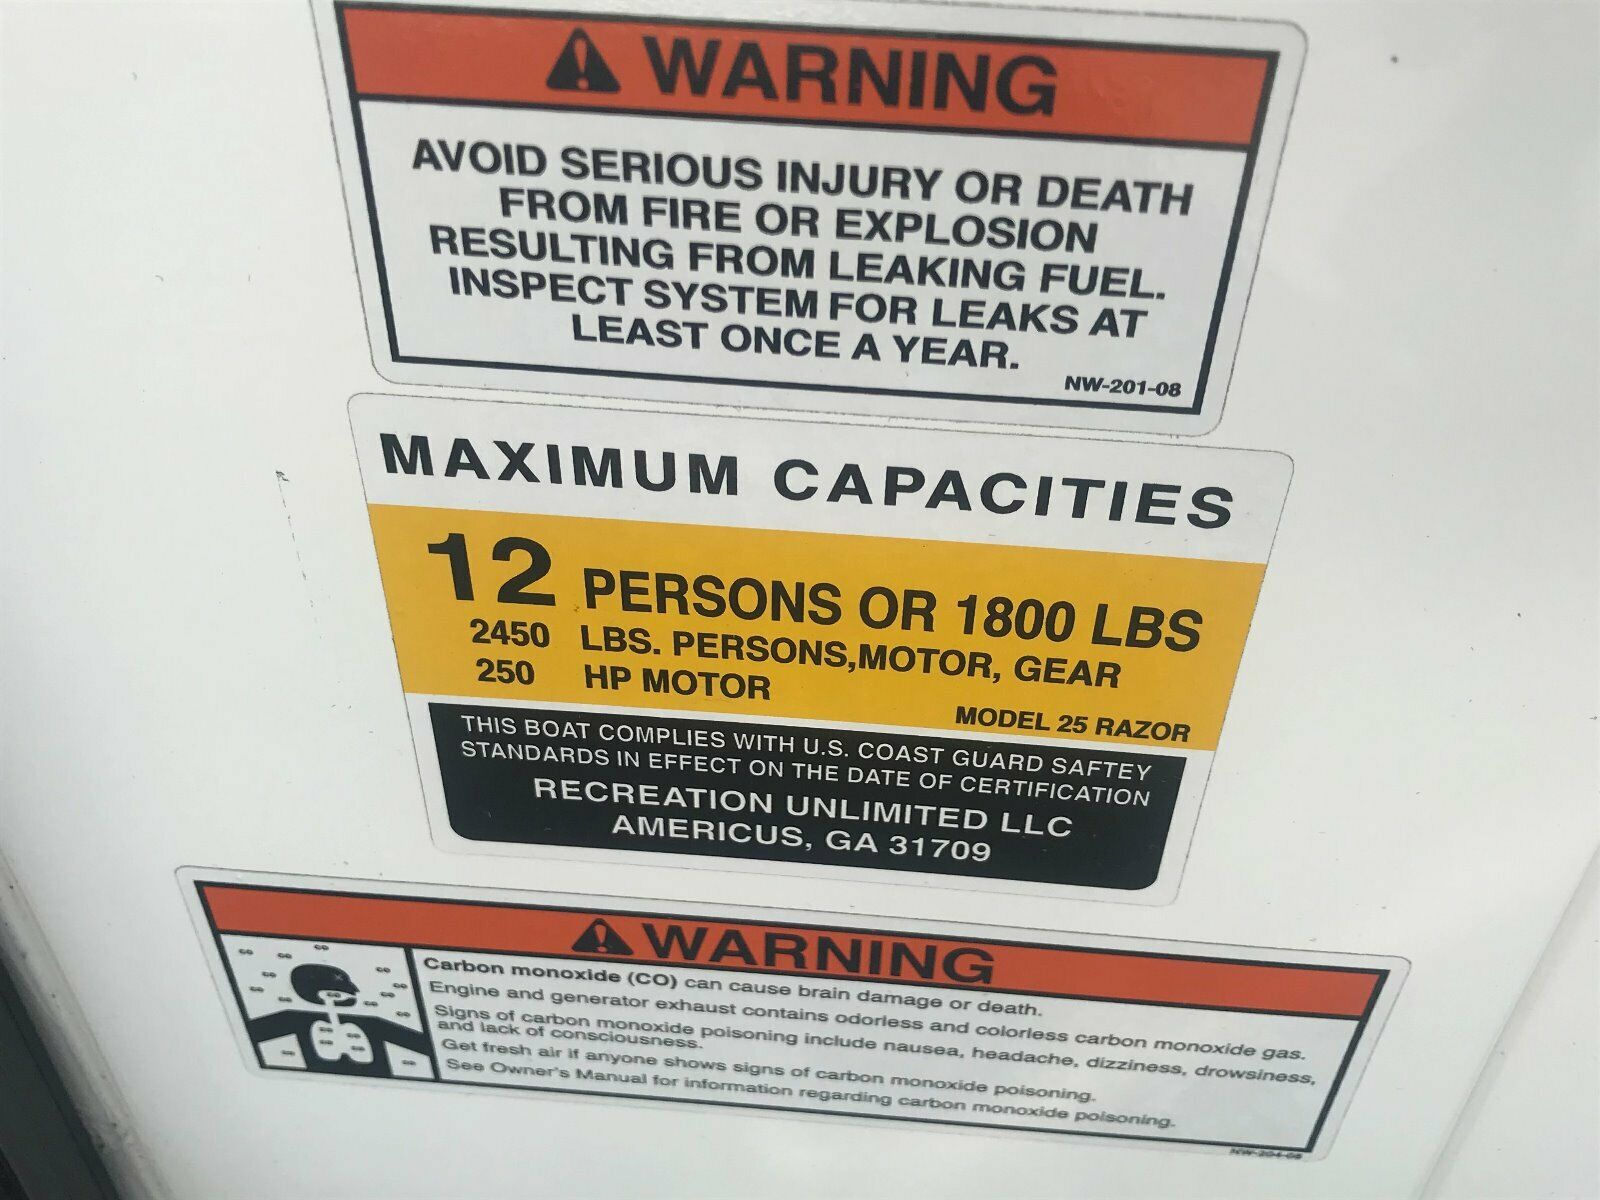 WARNING
AVOID SERIOUS INJURY OR DEATH
FROM FIRE OR EXPLOSION
RESULTING FROM LEAKING FUEL.
INSPECT SYSTEM FOR LEAKS AT
LEAST ONCE A YEAR.
NW-201-08
MAXIMUM CAPACITIES
12 PERSONS OR 1800 LBS
2450 LBS. PERSONS,MOTOR, GEAR
250 HP MOTOR
MODEL 25 RAZOR
THIS BOAT COMPLIES WITH U.S. COAST GUARD SAFTEY
STANDARDS IN EFFECT ON THE DATE OF CERTIFICATION
RECREATION UNLIMITED LLC
AMERICUS, GA 31709
WARNING
Carbon monoxide (CO) can cause brain damage or death.
Engine and generator exhaust contains odorless and colorless carbon monoxide gas.
Signs of carbon monoxide poisoning include nausea, headache, dizziness, drowsiness,
and lack of consciousness.
Get fresh air if anyone shows signs of carbon monoxide poisoning.
See Owner's Manual for information regarding carbon monoxide poisoning.
NW-204-08